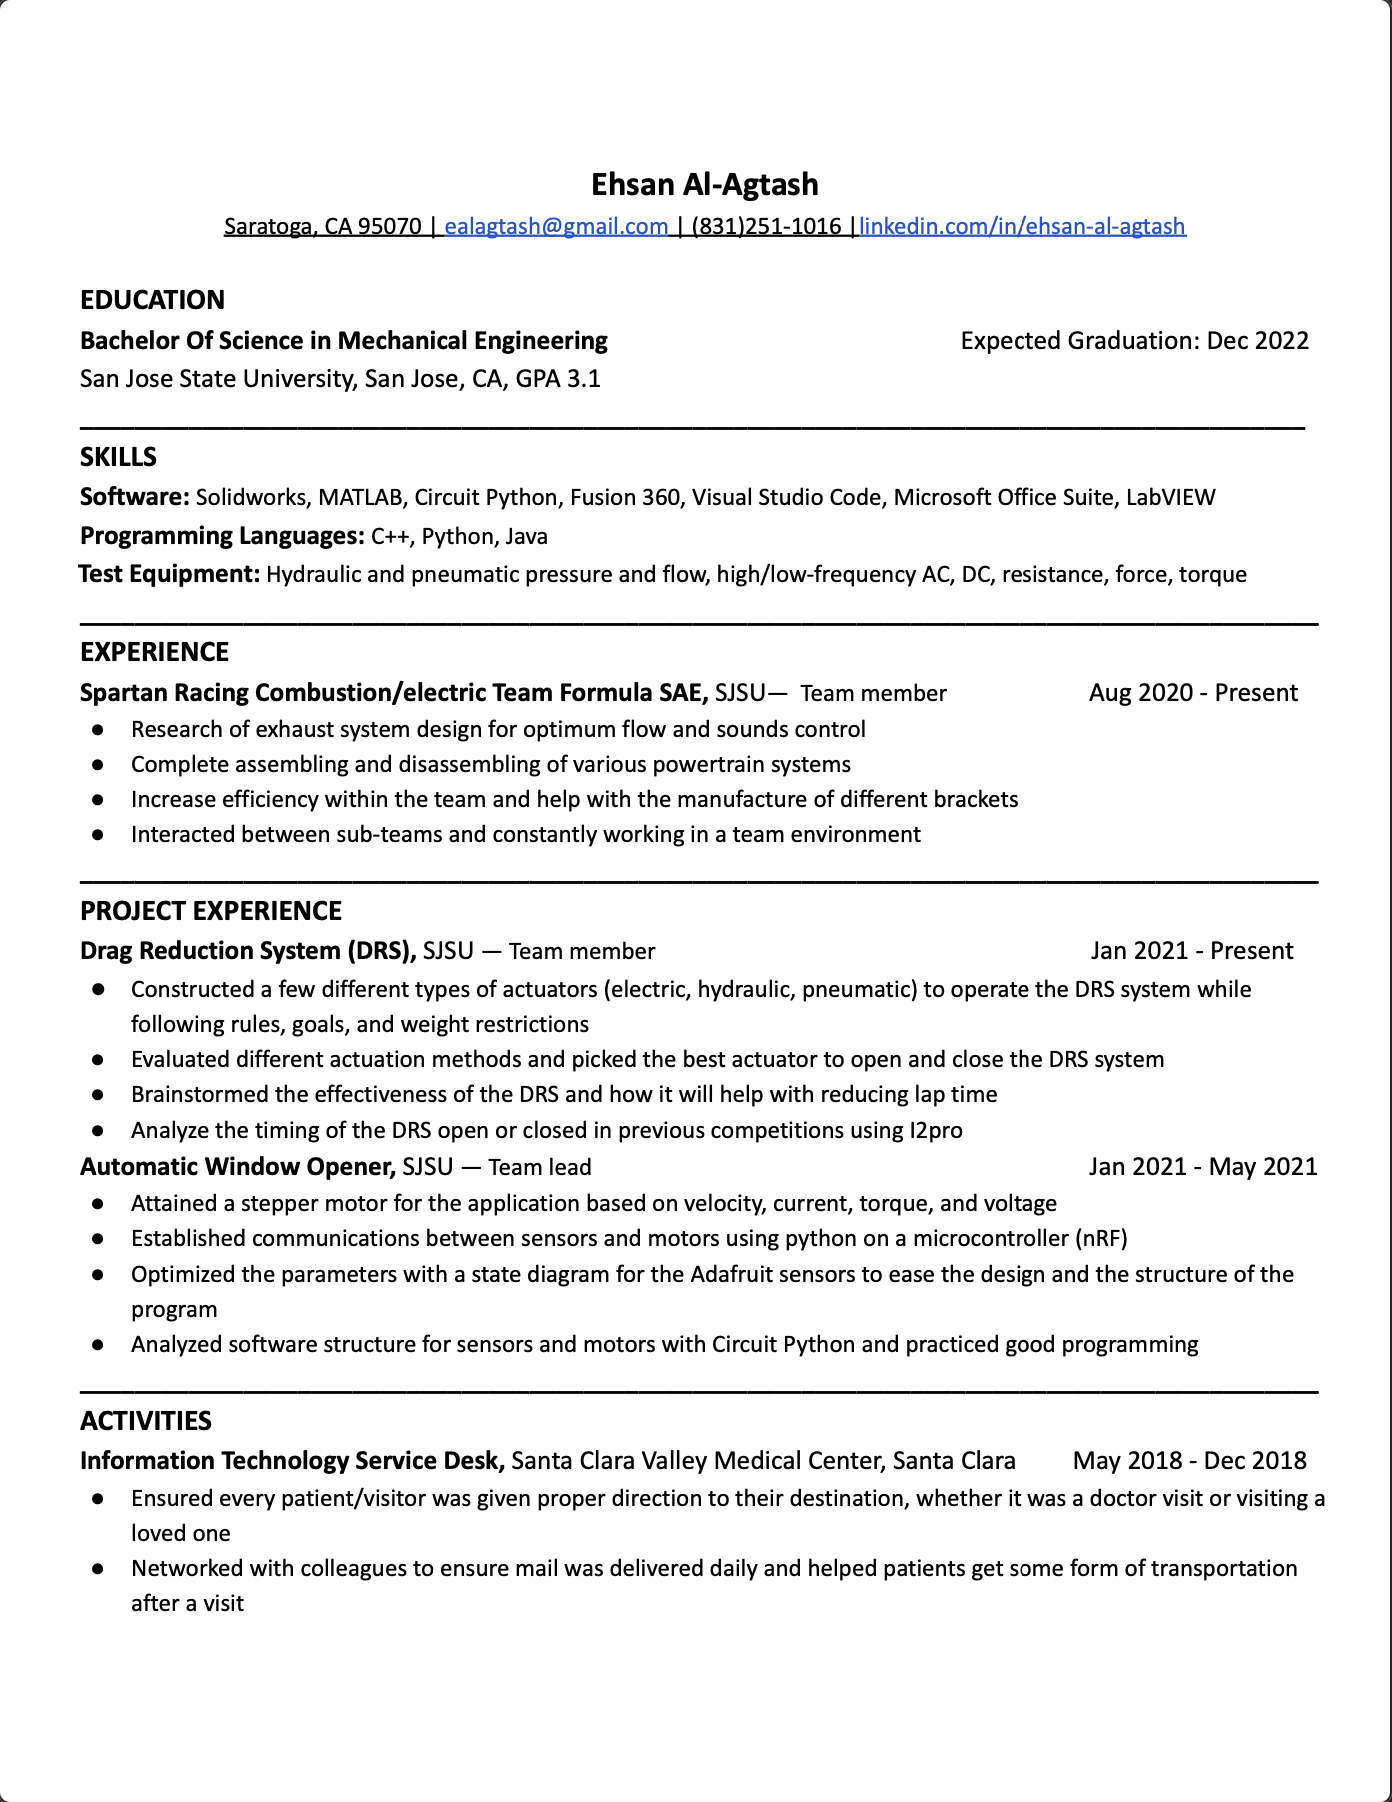 Ehsan Al-Agtash
Saratoga, CA 95070 | ealagtash@gmail.com | (831)251-1016 |linkedin.com/in/ehsan-al-agtash
EDUCATION
Bachelor Of Science in Mechanical Engineering Expected Graduation: Dec 2022
San Jose State University, San Jose, CA, GPA 3.1
SKILLS
Software: Solidworks, MATLAB, Circuit Python, Fusion 360, Visual Studio Code, Microsoft Office Suite, LabVIEW
Programming Languages: C++, Python, Java
Test Equipment: Hydraulic and pneumatic pressure and flow, high/low-frequency AC, DC, resistance, force, torque
EXPERIENCE
Spartan Racing Combustion/electric Team Formula SAE, SJSU— Team member Aug 2020 - Present
● Research of exhaust system design for optimum flow and sounds control
● Complete assembling and disassembling of various powertrain systems
● Increase efficiency within the team and help with the manufacture of different brackets
● Interacted between sub-teams and constantly working in a team environment
PROJECT EXPERIENCE
Drag Reduction System (DRS), SJSU — Team member Jan 2021 - Present
● Constructed a few different types of actuators (electric, hydraulic, pneumatic) to operate the DRS system while
following rules, goals, and weight restrictions
● Evaluated different actuation methods and picked the best actuator to open and close the DRS system
● Brainstormed the effectiveness of the DRS and how it will help with reducing lap time
● Analyze the timing of the DRS open or closed in previous competitions using I2pro
Automatic Window Opener, SJSU — Team lead Jan 2021 - May 2021
● Attained a stepper motor for the application based on velocity, current, torque, and voltage
● Established communications between sensors and motors using python on a microcontroller (nRF)
● Optimized the parameters with a state diagram for the Adafruit sensors to ease the design and the structure of the
program
● Analyzed software structure for sensors and motors with Circuit Python and practiced good programming
ACTIVITIES
Information Technology Service Desk, Santa Clara Valley Medical Center, Santa Clara May 2018 - Dec 2018
● Ensured every patient/visitor was given proper direction to their destination, whether it was a doctor visit or visiting a
loved one
● Networked with colleagues to ensure mail was delivered daily and helped patients get some form of transportation
after a visit